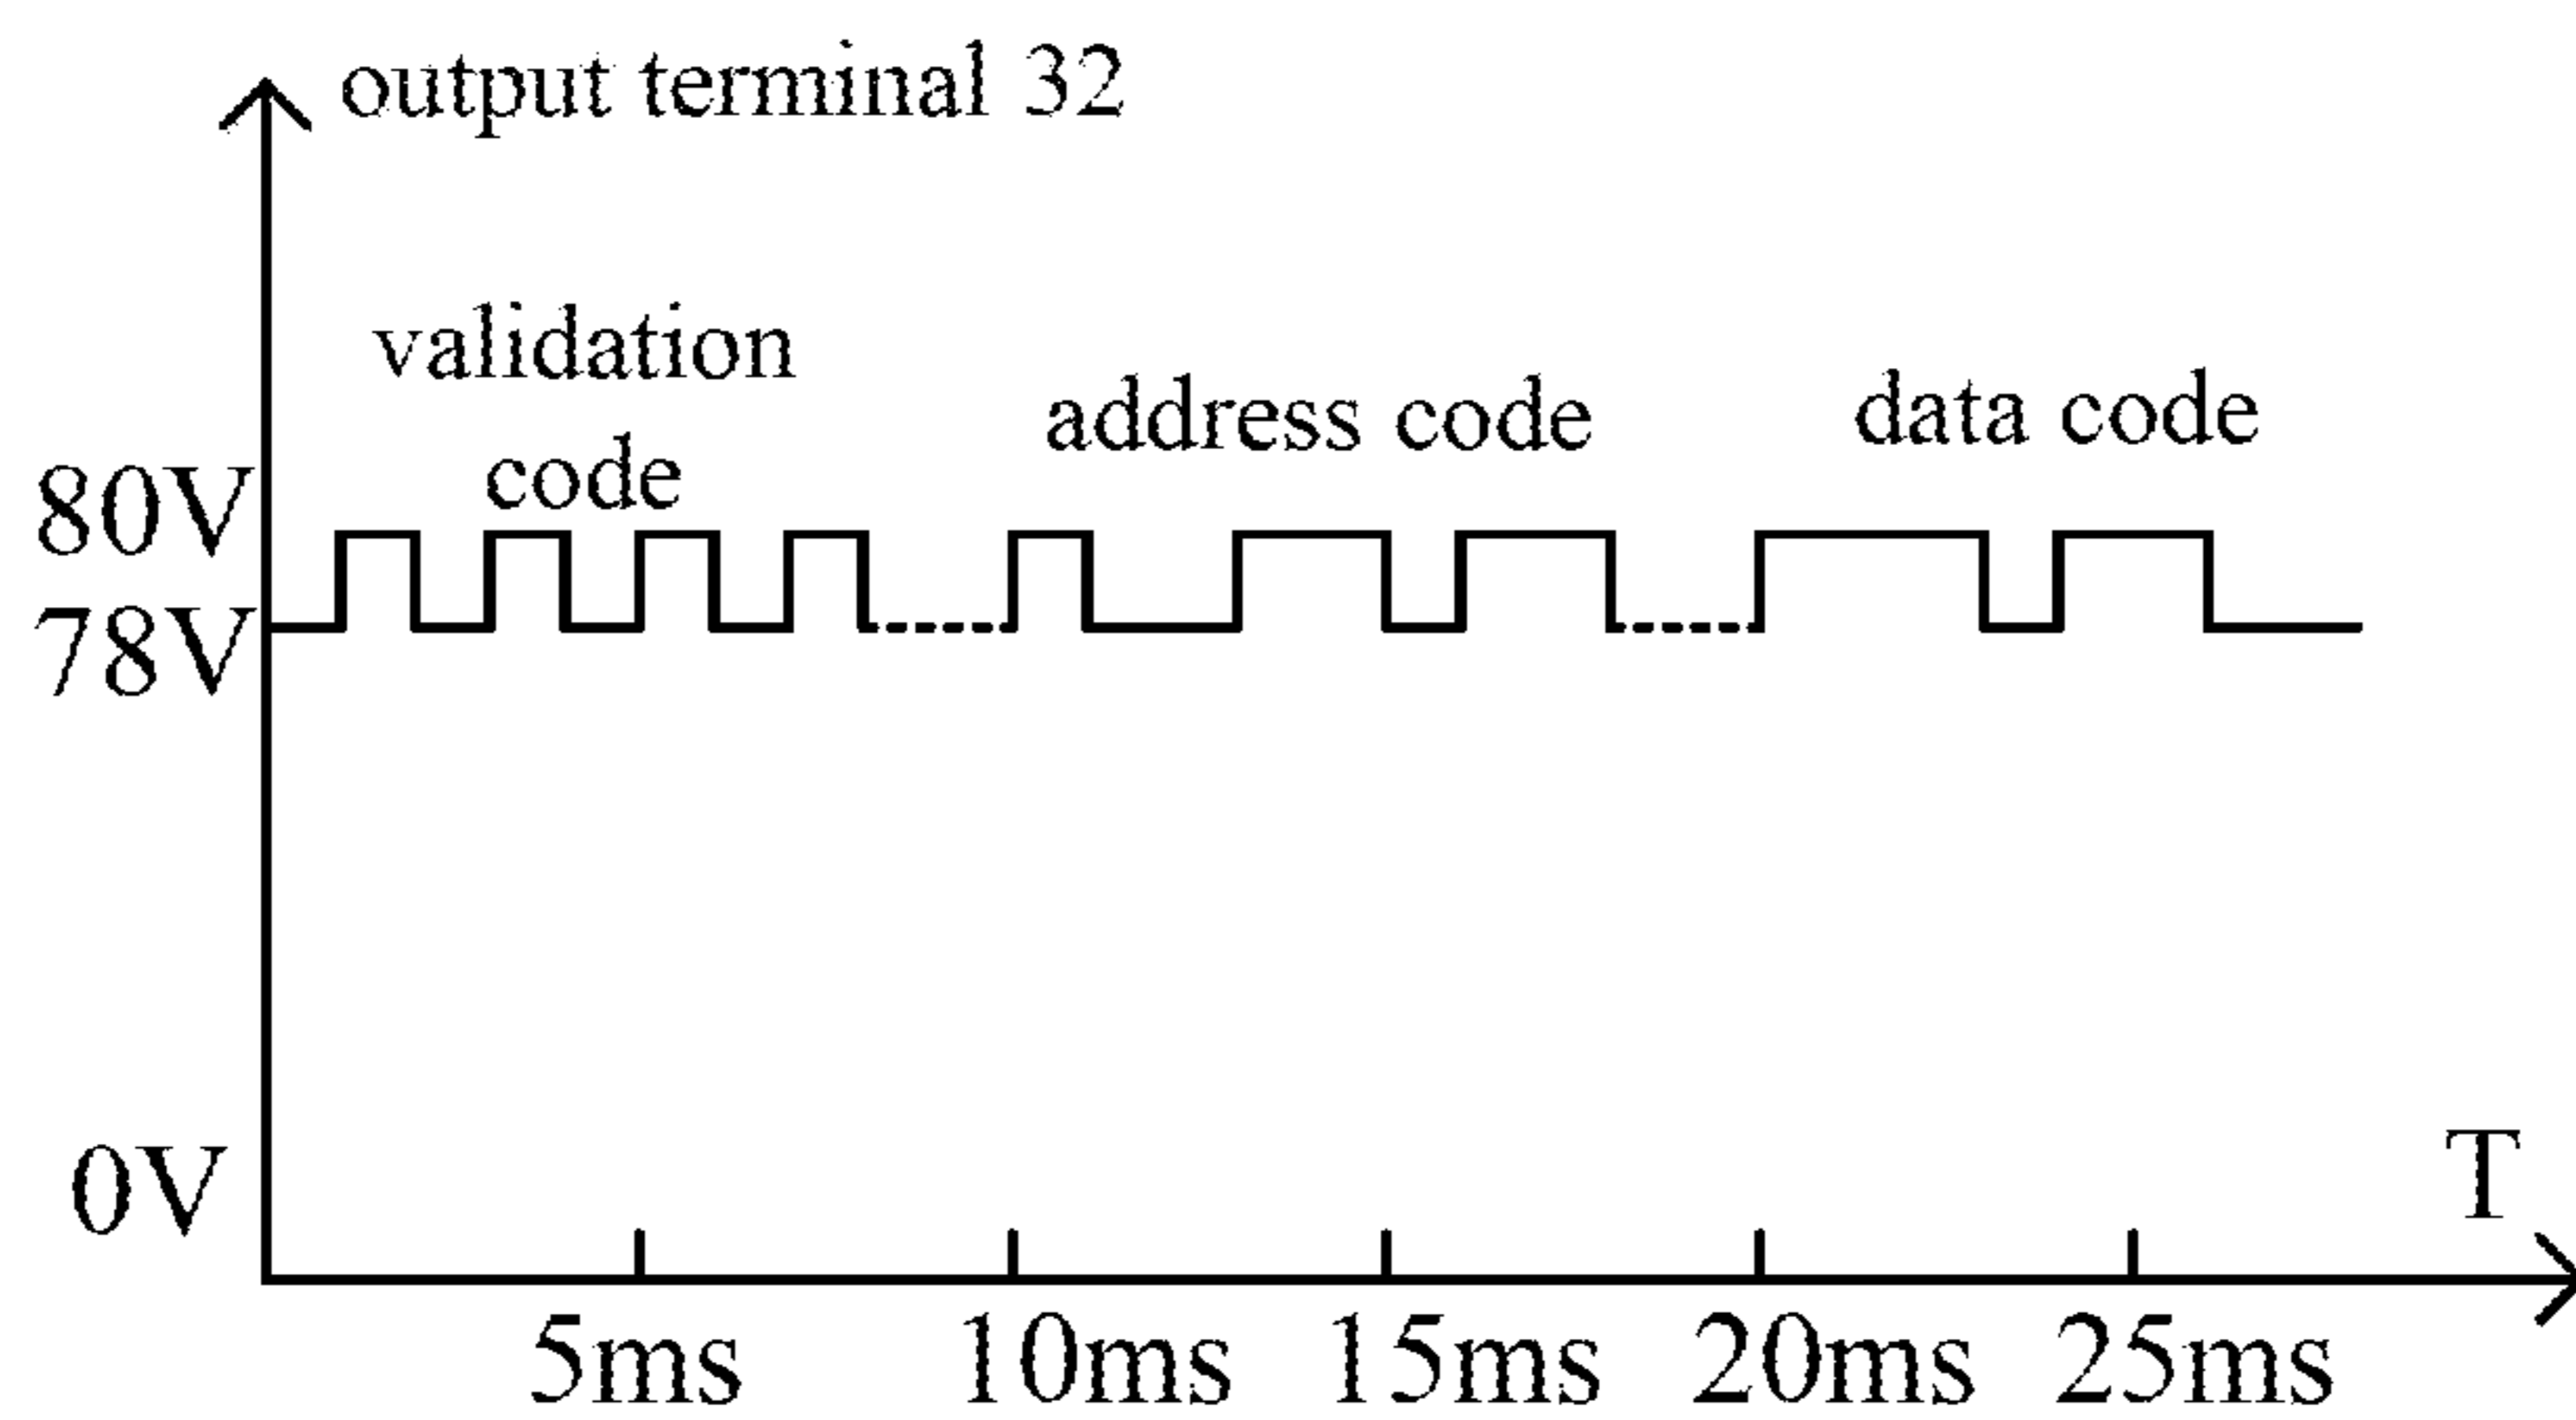 output terminal 32
validation
code
address code
data code
80V
78V
0V
T
5ms
10ms
15ms
20ms
25ms